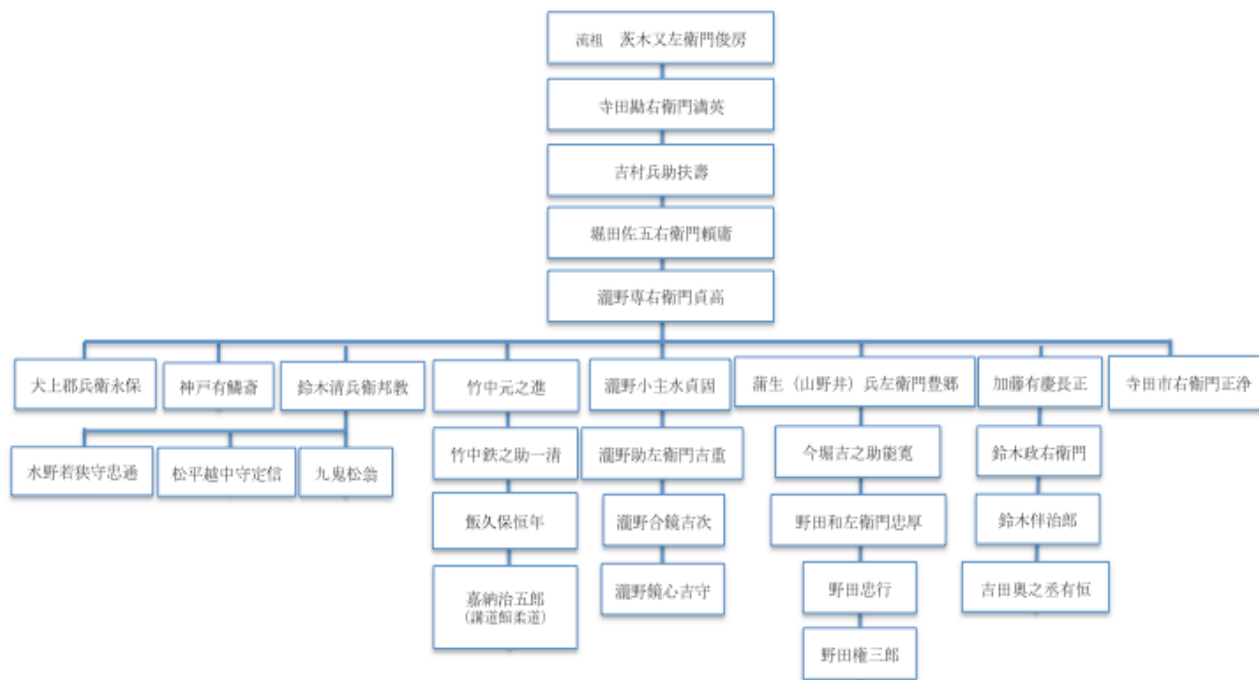 流祖　茨木又左衛門俊房
寺田勘右衛門満英
吉村兵助扶壽
堀田佐五右衛門頼庸
瀧野専右衛門貞高
犬上郡兵衛永保
神戸有鱗斎
鈴木清兵衛邦教
竹中元之進
瀧野小主水貞固
蒲生（山野井）兵左衛門豊郷
加藤有慶長正
寺田市右衛門正浄
水野若狭守忠通
松平越中守定信
九鬼松翁
竹中鉄之助一清
瀧野助左衛門吉重
今堀吉之助能寛
鈴木政右衛門
飯久保恒年
瀧野合鏡吉次
野田和左衛門忠厚
鈴木伴治郎
嘉納治五郎
(講道館柔道)
瀧野鏡心吉守
野田忠行
吉田奥之丞有恒
野田権三郎